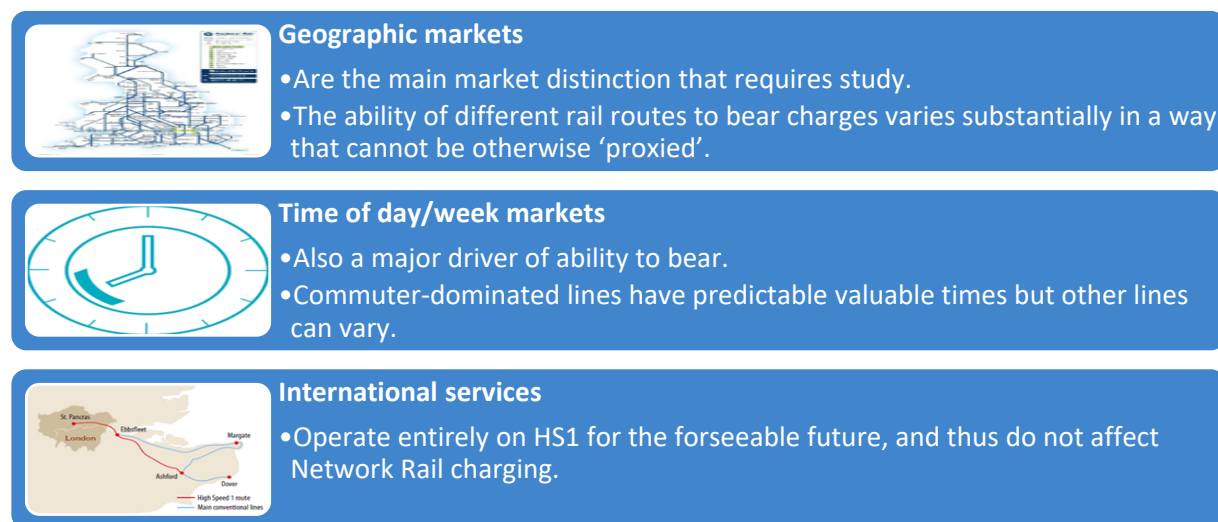 Geographic markets
•Are the main market distinction that requires study.
•The ability of different rail routes to bear charges varies substantially in a way
that cannot be otherwise ‘proxied’.
Time of day/week markets
•Also a major driver of ability to bear.
•Commuter-dominated lines have predictable valuable times but other lines
can vary.
International services
•Operate entirely on HS1 for the forseeable future, and thus do not affect
Network Rail charging.
St. Pancras
Ebbsfleet
London
Margate
Ashford
Dover
High Speed 1 route
Main conventional lines